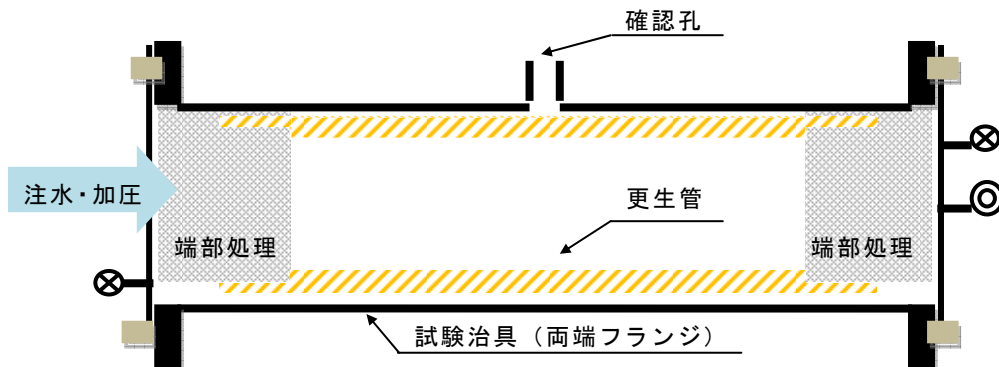 確認孔
注水・加圧
更生管
端部処理
端部処理
試験治具（両端フランジ）